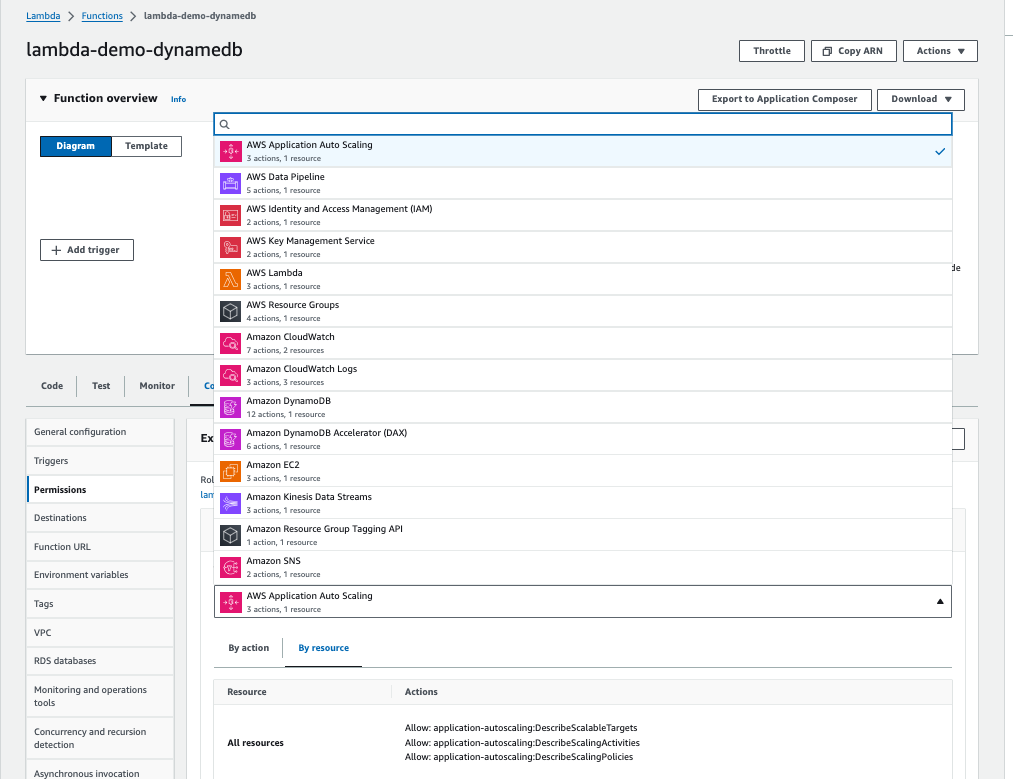 Lambda > Functions > lambda-demo-dynamedb
lambda-demo-dynamedb
Throttle
Copy ARN
Actions
Function overview Info
Export to Application Composer
Download
Diagram
Template
+ Add trigger
AWS Application Auto Scaling
3 actions, 1 resource
AWS Data Pipeline
5 actions, 1 resource
AWS Identity and Access Management (IAM)
2 actions, 1 resource
AWS Key Management Service
2 actions, 1 resource
AWS Lambda
3 actions, 1 resource
AWS Resource Groups
4 actions, 1 resource
Amazon CloudWatch
7 actions, 2 resources
Amazon CloudWatch Logs
3 actions, 3 resources
Amazon DynamoDB
12 actions, 1 resource
Amazon DynamoDB Accelerator (DAX)
6 actions, 1 resource
Amazon EC2
3 actions, 1 resource
Amazon Kinesis Data Streams
3 actions, 1 resource
Amazon Resource Group Tagging API
1 action, 1 resource
Amazon SNS
2 actions, 1 resource
AWS Application Auto Scaling
3 actions, 1 resource
Code
Test
Monitor
General configuration
Triggers
Permissions
Destinations
Function URL
Environment variables
Tags
VPC
RDS databases
Monitoring and operations
tools
Concurrency and recursion
detection
Asynchronous invocation
By action
By resource
Resource
Actions
All resources
Allow: application-autoscaling:DescribeScalableTargets
Allow: application-autoscaling:DescribeScalingActivities
Allow: application-autoscaling:DescribeScalingPolicies